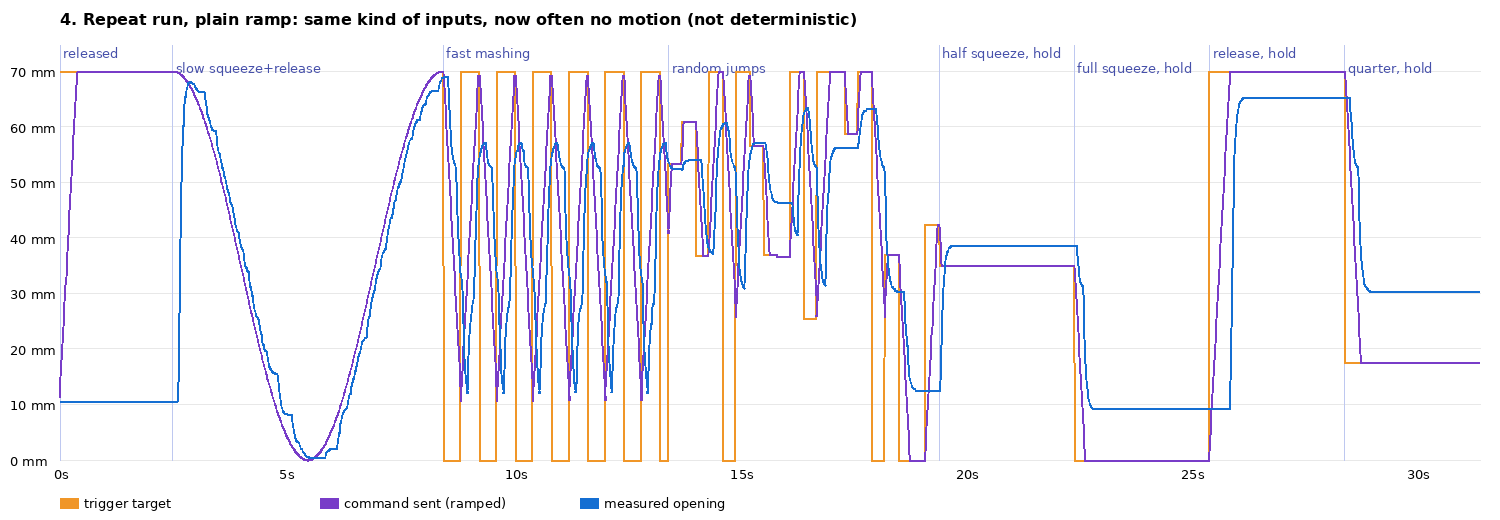 4. Repeat run, plain ramp: same kind of inputs, now often no motion (not deterministic)
released
slow squeeze+release
fast mashing
random jumps
half squeeze, hold
full squeeze, hold
release, hold
quarter, hold
70 mm
60 mm
50 mm
40 mm
30 mm
20 mm
10 mm
0 mm
0s
5s
10s
15s
20s
25s
30s
trigger target
command sent (ramped)
measured opening